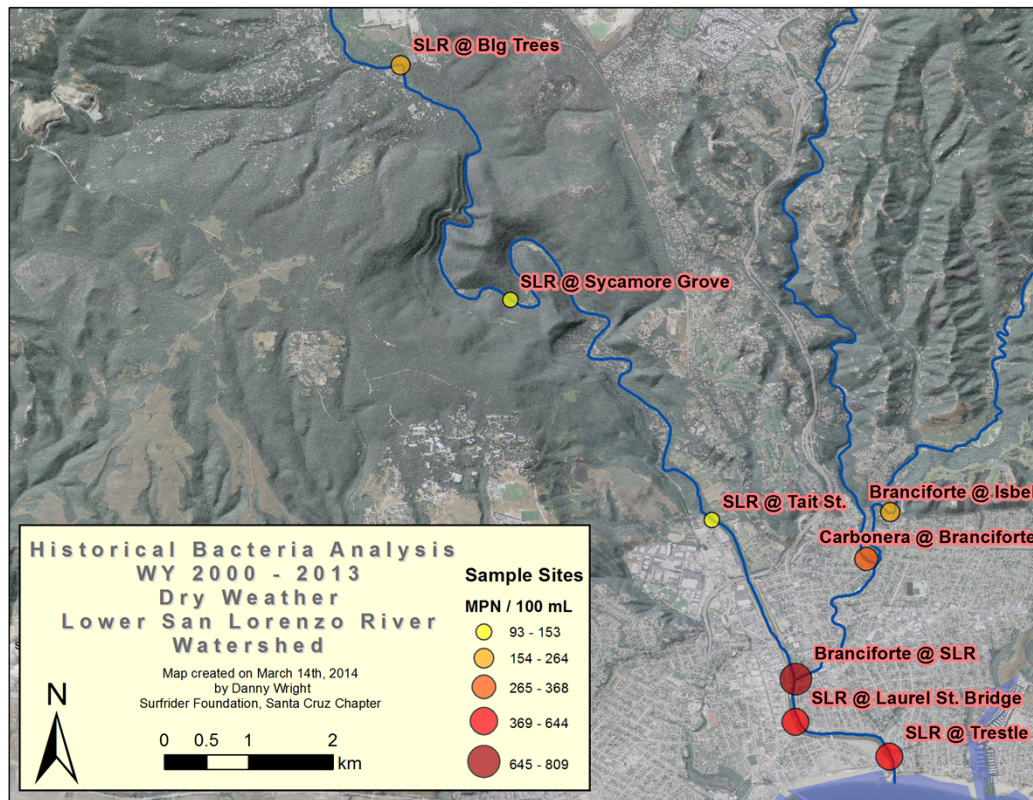 SLR @ BIg Trees
SLR @ Sycamore Grove
SLR @ Tait St.
Branciforte @ Isbel
Carbonera @ Branciforte
Branciforte @ SLR
SLR @ Laurel St. Bridge
SLR @ Trestle
Historical Bacteria Analysis
WY 2000 - 2013
Dry Weather
Lower San Lorenzo River
Watershed
Map created on March 14th, 2014
by Danny Wright
Surfrider Foundation, Santa Cruz Chapter
N
0 0.5 1 2
km
Sample Sites
MPN / 100 mL
93 - 153
154 - 264
265 - 368
369 - 644
645 - 809